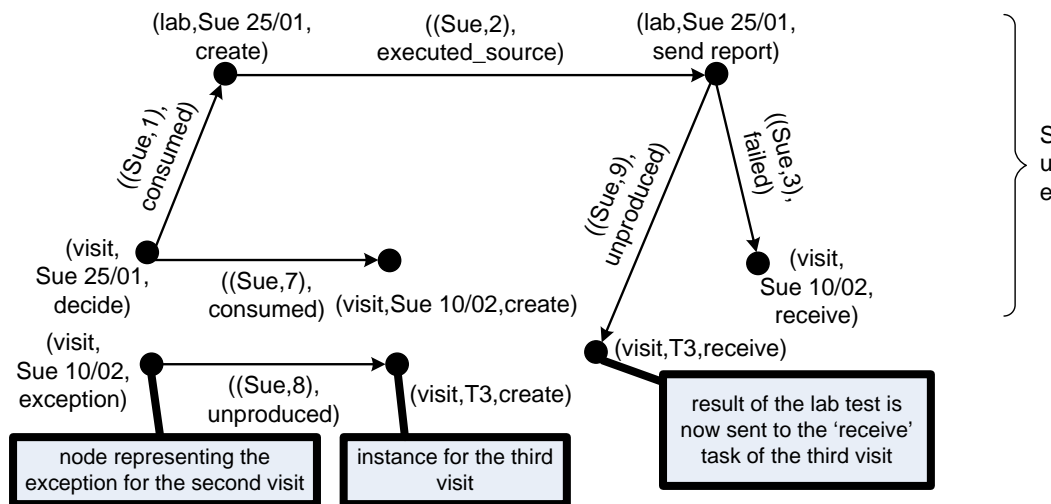 (lab,Sue 25/01,
create)
((Sue,2),
executed_source)
(lab,Sue 25/01,
send report)
((Sue,1),
consumed)
((Sue,9),
unproduced)
((Sue,3),
failed)
(visit,
Sue 25/01,
decide)
((Sue,7),
consumed)
(visit,Sue 10/02,create)
(visit,
Sue 10/02,
receive)
(visit,
Sue 10/02,
exception)
((Sue,8),
unproduced)
(visit,T3,create)
(visit,T3,receive)
node representing the
exception for the second visit
instance for the third
visit
result of the lab test is
now sent to the ‘receive’
task of the third visit